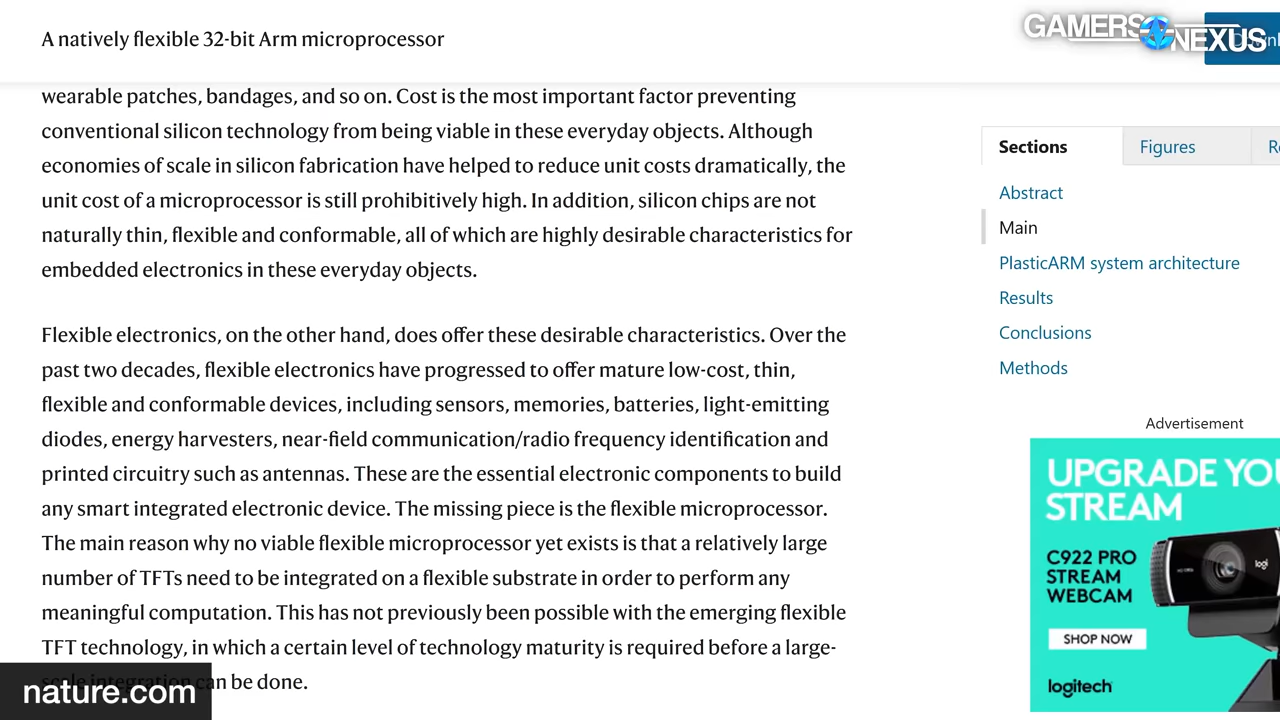 A natively flexible 32-bit Arm microprocessor
GAMERS NEXUS
wearable patches, bandages, and so on. Cost is the most important factor preventing
conventional silicon technology from being viable in these everyday objects. Although
economies of scale in silicon fabrication have helped to reduce unit costs dramatically, the
unit cost of a microprocessor is still prohibitively high. In addition, silicon chips are not
naturally thin, flexible and conformable, all of which are highly desirable characteristics for
embedded electronics in these everyday objects.
Flexible electronics, on the other hand, does offer these desirable characteristics. Over the
past two decades, flexible electronics have progressed to offer mature low-cost, thin,
flexible and conformable devices, including sensors, memories, batteries, light-emitting
diodes, energy harvesters, near-field communication/radio frequency identification and
printed circuitry such as antennas. These are the essential electronic components to build
any smart integrated electronic device. The missing piece is the flexible microprocessor.
The main reason why no viable flexible microprocessor yet exists is that a relatively large
number of TFTs need to be integrated on a flexible substrate in order to perform any
meaningful computation. This has not previously been possible with the emerging flexible
TFT technology, in which a certain level of technology maturity is required before a large-
scale integration can be done.
nature.com
Sections
Figures
Abstract
Main
PlasticARM system architecture
Results
Conclusions
Methods
Advertisement
UPGRADE YOU
STREAM
C922 PRO
STREAM
WEBCAM
SHOP NOW
logi
logitech